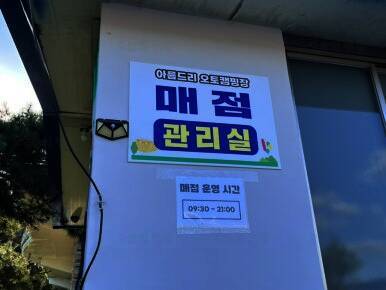 아름드리 오토캠핑장
매점
관리실
매점 운영 시간
09:30 - 21:00